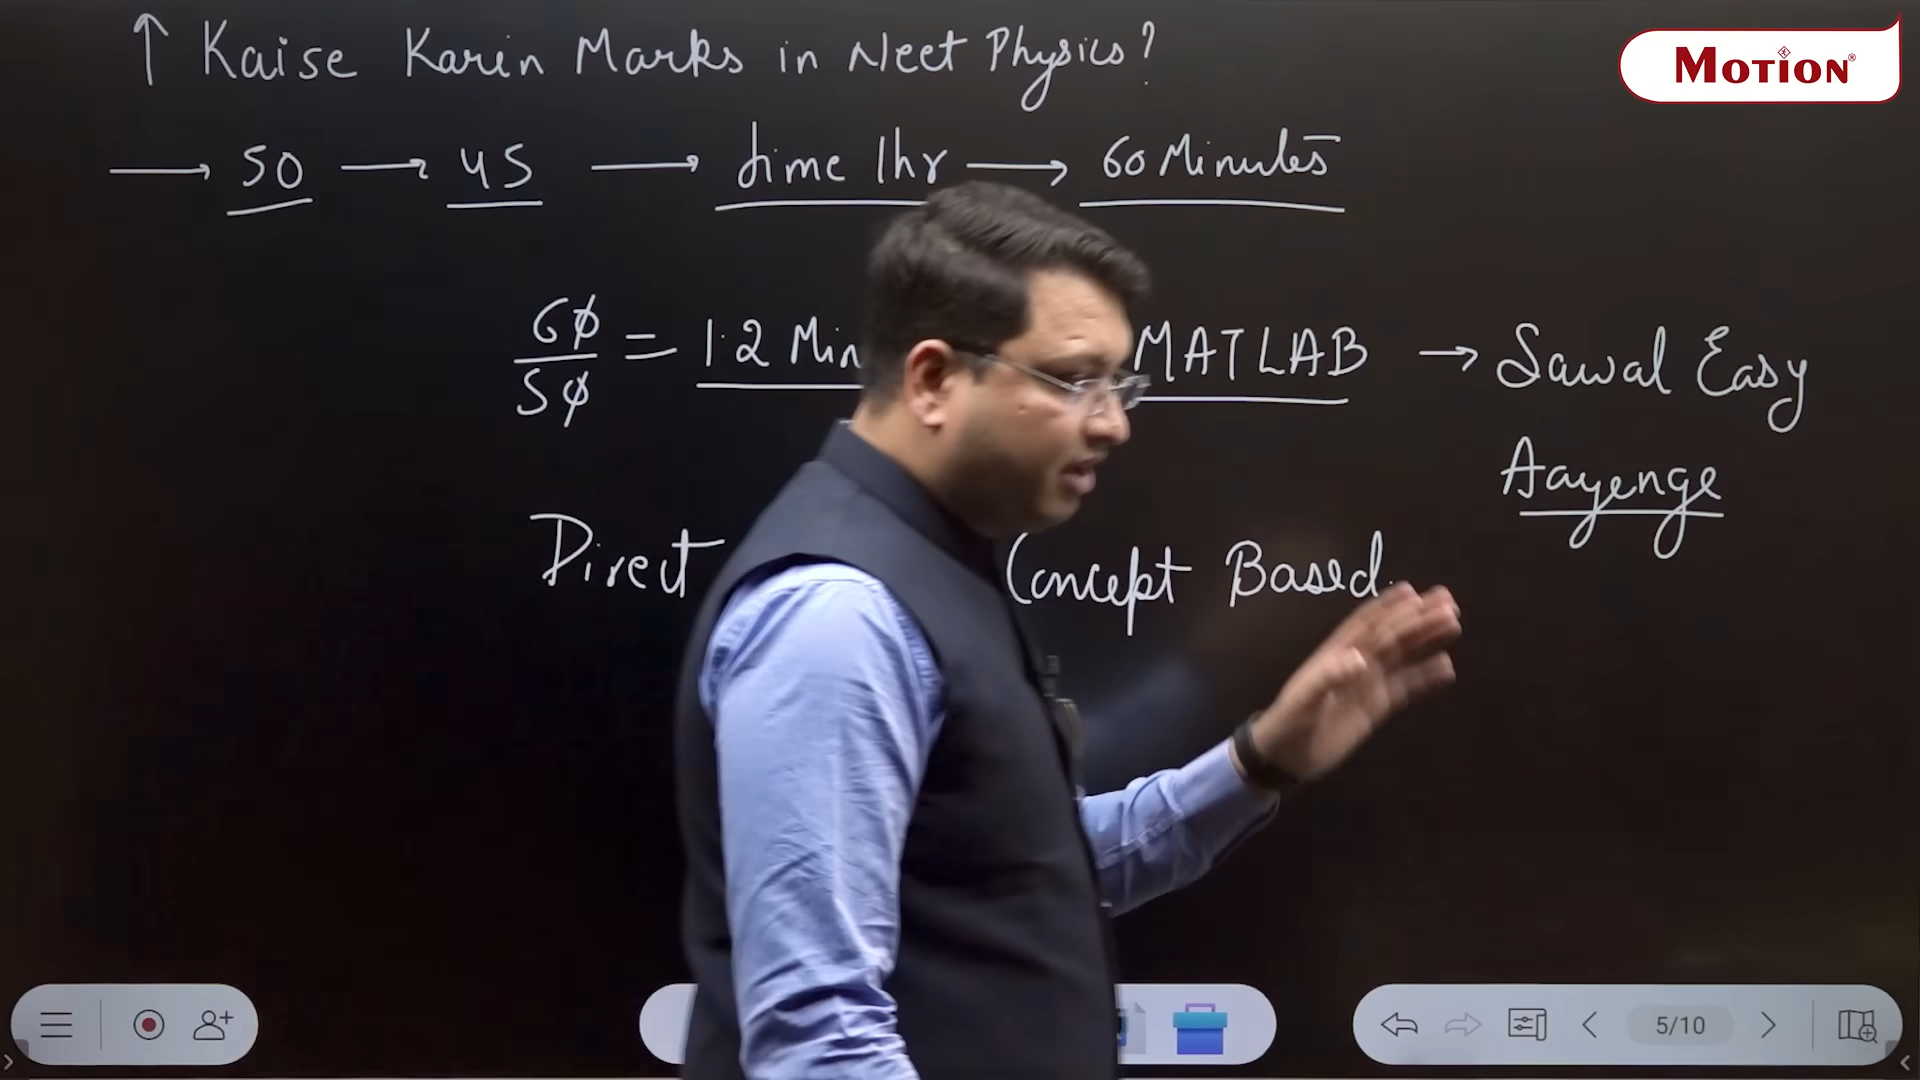 ↑ Kaise Karein Marks in Neet Physics?
MOTION®
→ 50 → 45 → time 1hr → 60 Minutes
60/50 = 1.2 Min MATLAB → Sawal Easy
Aayenge
Direct Concept Based
5/10